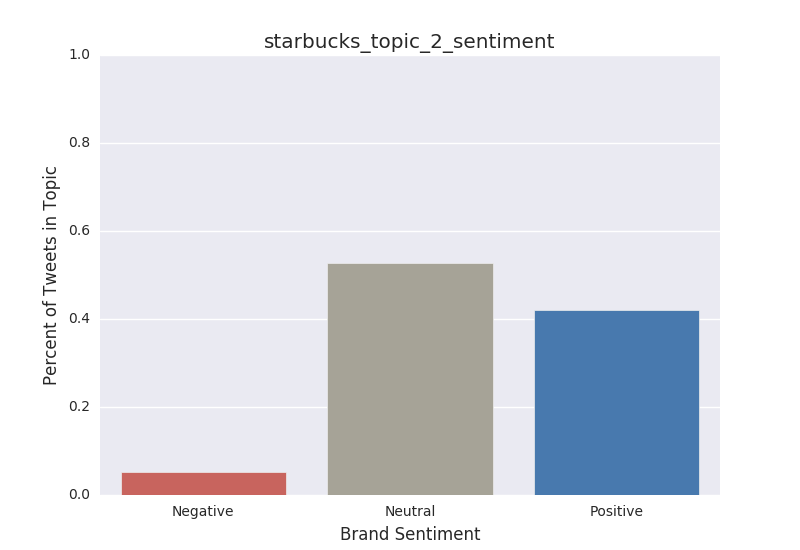 starbucks_topic_2_sentiment
1.0
0.8
0.6
0.4
0.2
0.0
Percent of Tweets in Topic
Negative Neutral Positive
Brand Sentiment